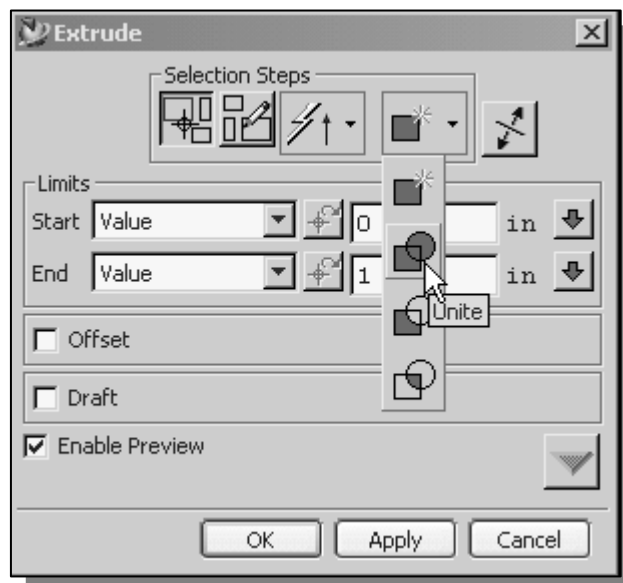 Extrude
Selection Steps
Limits
Start Value 0 in
End Value 1 in
Unite
Offset
Draft
Enable Preview
OK Apply Cancel